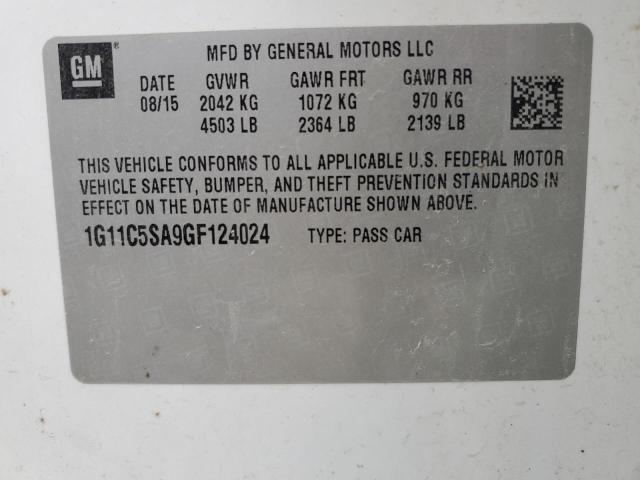 GM ® MFD BY GENERAL MOTORS LLC
DATE GVWR GAWR FRT GAWR RR
08/15 2042 KG 1072 KG 970 KG
4503 LB 2364 LB 2139 LB
THIS VEHICLE CONFORMS TO ALL APPLICABLE U.S. FEDERAL MOTOR
VEHICLE SAFETY, BUMPER, AND THEFT PREVENTION STANDARDS IN
EFFECT ON THE DATE OF MANUFACTURE SHOWN ABOVE.
1G11C5SA9GF124024 TYPE: PASS CAR